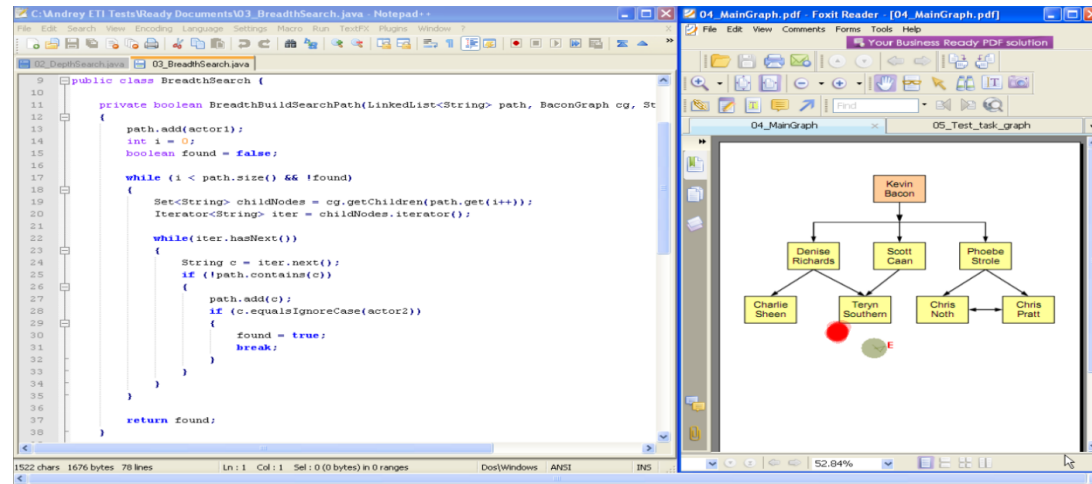 C:\Andrey ETI Tests\Ready Documents\03_BreadthSearch.java - Notepad++
File Edit Search View Encoding Language Settings Macro Run TextFX Plugins Window ?
02_DepthSearch.java 03_BreadthSearch.java
9 public class BreadthSearch {
10
11 private boolean BreadthBuildSearchPath(LinkedList<String> path, BaconGraph cg, St
12 {
13 path.add(actor1);
14 int i = 0;
15 boolean found = false;
16
17 while (i < path.size() && !found)
18 {
19 Set<String> childNodes = cg.getChildren(path.get(i++));
20 Iterator<String> iter = childNodes.iterator();
21
22 while(iter.hasNext())
23 {
24 String c = iter.next();
25 if (!path.contains(c))
26 {
27 path.add(c);
28 if (c.equalsIgnoreCase(actor2))
29 {
30 found = true;
31 break;
32 }
33 }
34 }
35 }
36
37 return found;
38 }
1522 chars 1676 bytes 78 lines Ln : 1 Col : 1 Sel : 0 (0 bytes) in 0 ranges Dos\Windows ANSI INS
04_MainGraph.pdf - Foxit Reader - [04_MainGraph.pdf]
File Edit View Comments Forms Tools Help
Your Business Ready PDF solution
Find
04_MainGraph 05_Test_task_graph
Kevin
Bacon
Denise
Richards
Scott
Caan
Phoebe
Strole
Charlie
Sheen
Teryn
Southern
Chris
Noth
Chris
Pratt
E
52.84%